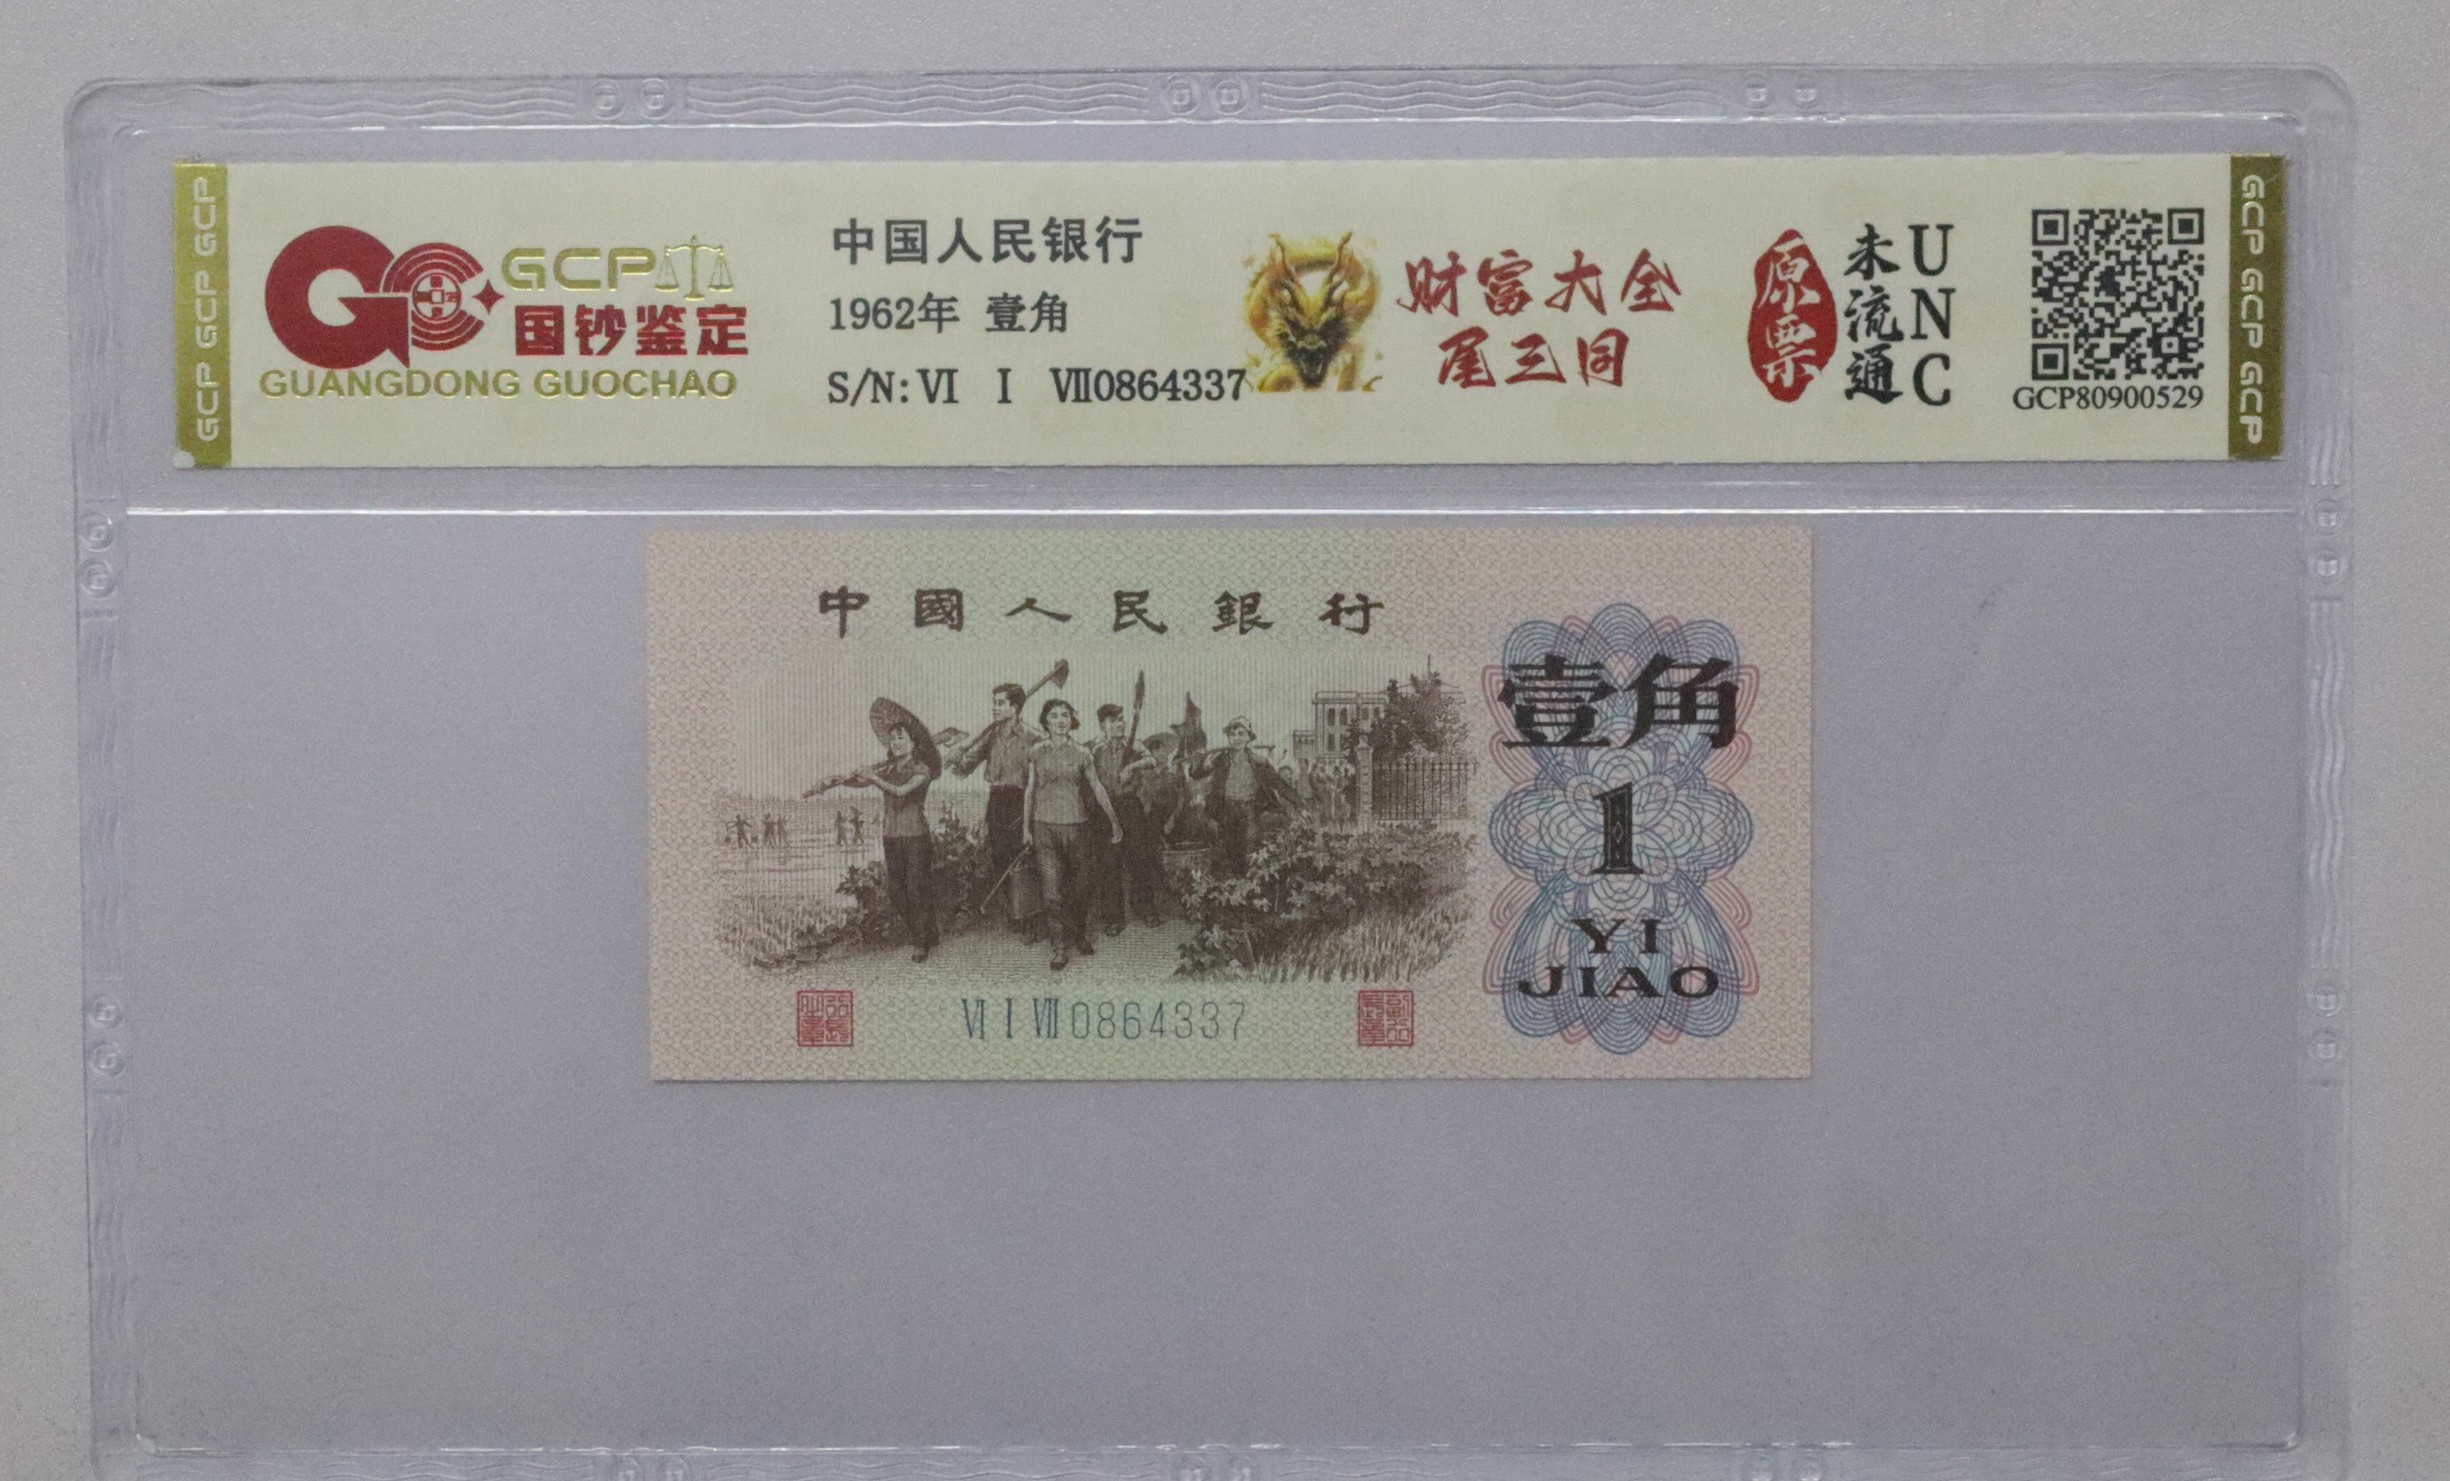 GCP GCP GCP
GCP
国钞鉴定
GUANGDONG GUOCHAO
中国人民银行
1962年 壹角
S/N: Ⅵ Ⅰ Ⅶ0864337
财富大全
尾三同
原票
未流通
UNC
GCP80900529
GCP GCP GCP
中國人民銀行
壹角
1
YI
JIAO
Ⅵ Ⅰ Ⅶ 0864337